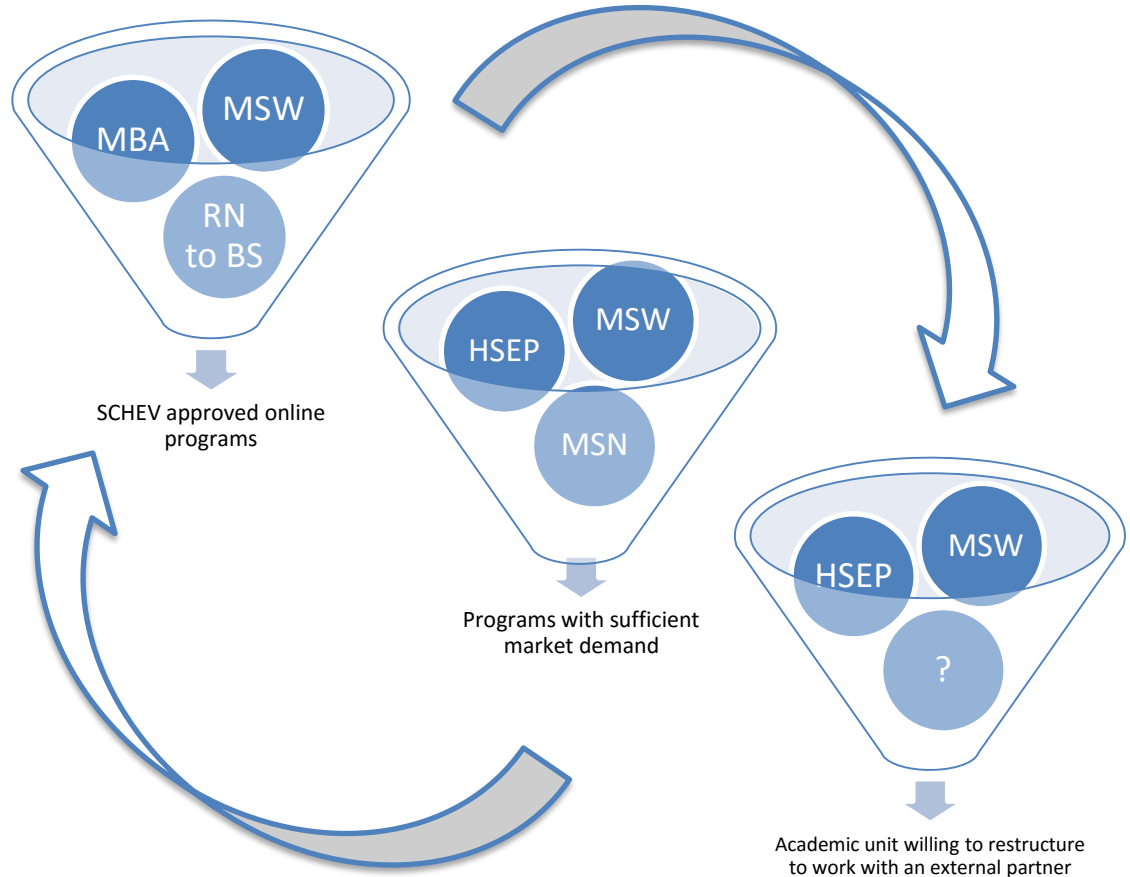 MBA
MSW
RN
to BS
SCHEV approved online
programs
HSEP
MSW
MSN
Programs with sufficient
market demand
HSEP
MSW
?
Academic unit willing to restructure
to work with an external partner